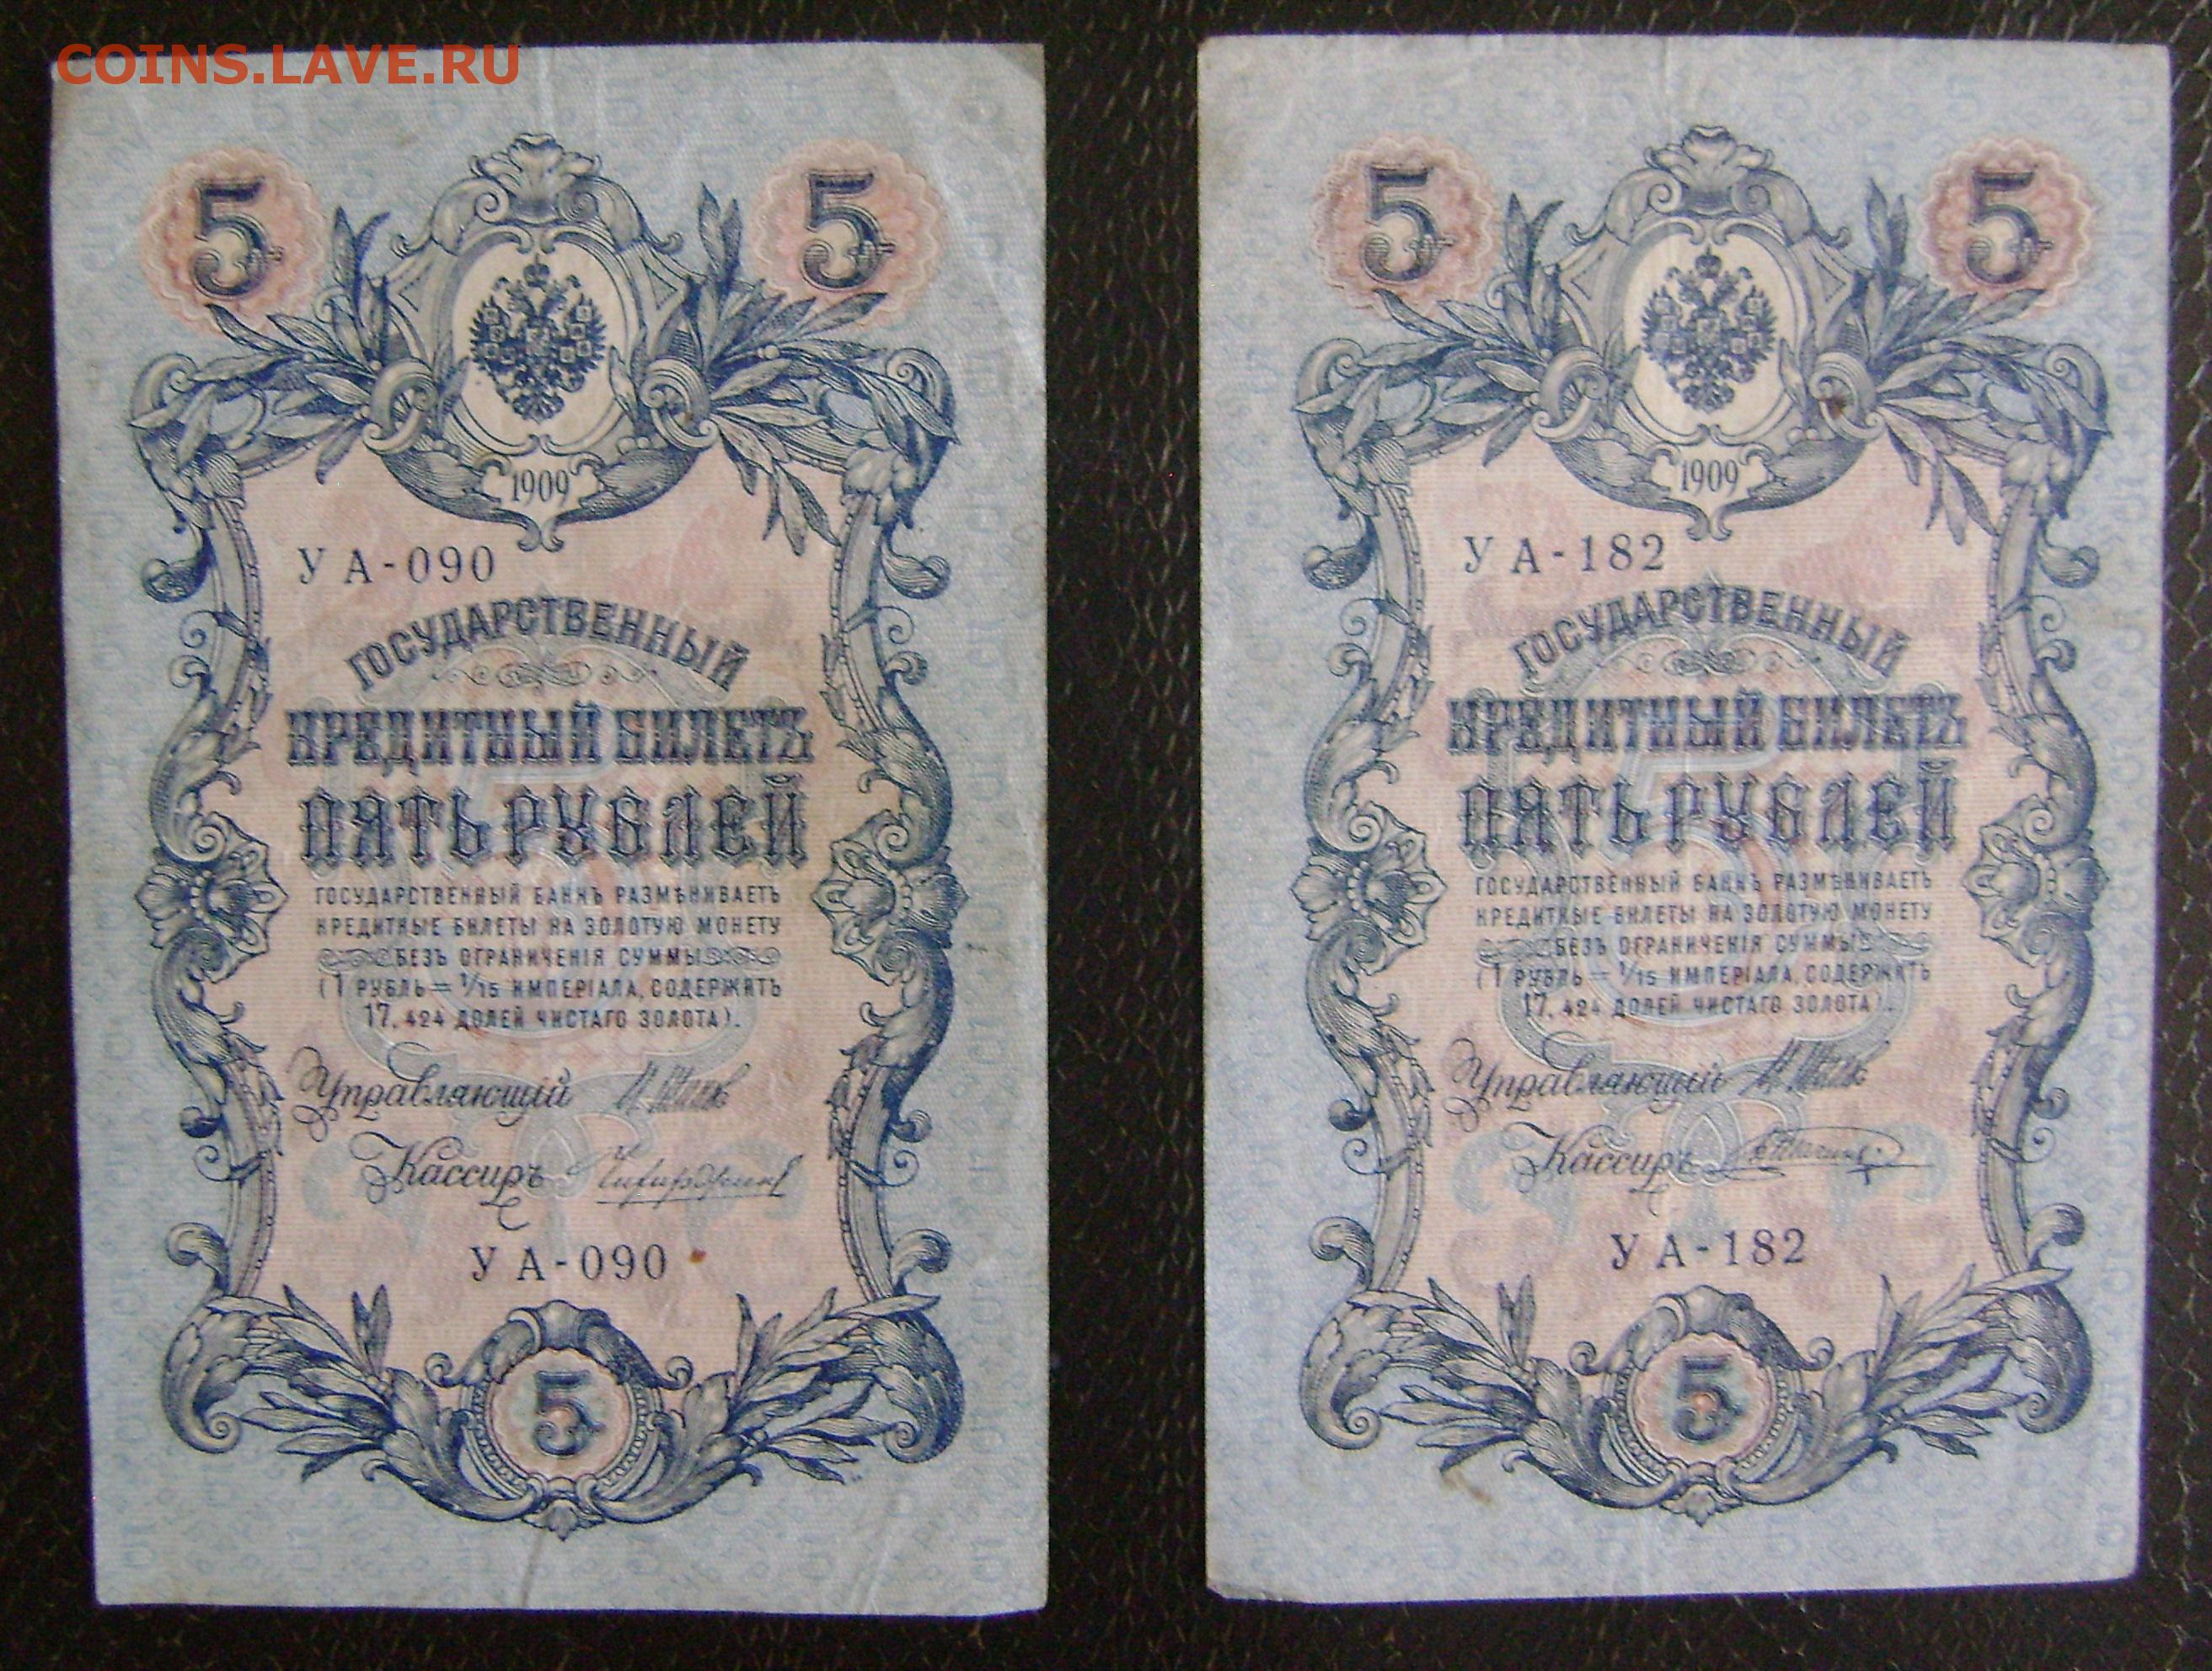 COINS.LAVE.RU
5 5
1909
УА-090
ГОСУДАРСТВЕННЫЙ
КРЕДИТНЫЙ БИЛЕТЪ
ПЯТЬ РУБЛЕЙ
ГОСУДАРСТВЕННЫЙ БАНКЪ РАЗМѢНИВАЕТЪ
КРЕДИТНЫЕ БИЛЕТЫ НА ЗОЛОТУЮ МОНЕТУ
БЕЗЪ ОГРАНИЧЕНІЯ СУММЫ
(1 РУБЛЬ = 1/15 ИМПЕРІАЛА, СОДЕРЖИТЪ
17,424 ДОЛЕЙ ЧИСТАГО ЗОЛОТА).
Управляющій
Кассиръ
УА-090
5
5 5
1909
УА-182
ГОСУДАРСТВЕННЫЙ
КРЕДИТНЫЙ БИЛЕТЪ
ПЯТЬ РУБЛЕЙ
ГОСУДАРСТВЕННЫЙ БАНКЪ РАЗМѢНИВАЕТЪ
КРЕДИТНЫЕ БИЛЕТЫ НА ЗОЛОТУЮ МОНЕТУ
БЕЗЪ ОГРАНИЧЕНІЯ СУММЫ
(1 РУБЛЬ = 1/15 ИМПЕРІАЛА, СОДЕРЖИТЪ
17,424 ДОЛЕЙ ЧИСТАГО ЗОЛОТА).
Управляющій
Кассиръ
УА-182
5